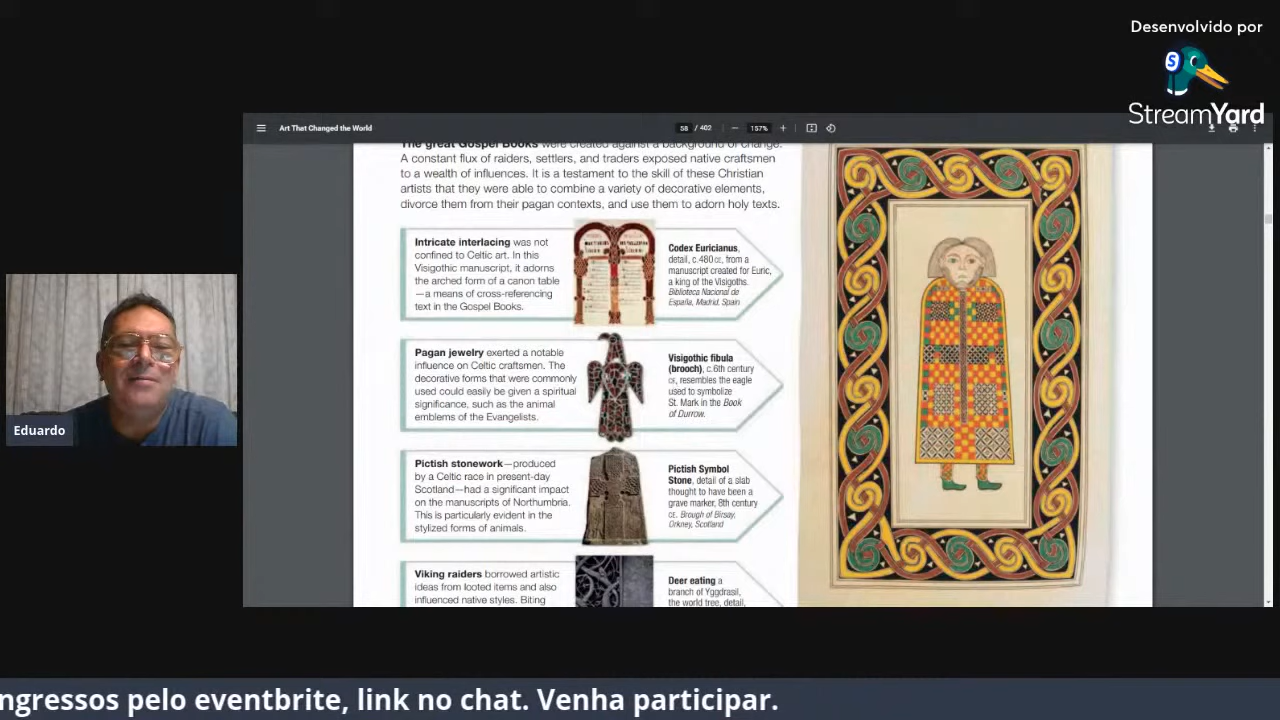 Desenvolvido por
StreamYard
Art That Changed the World
58 / 402
157%
The great Gospel Books were created against a background of change.
A constant flux of raiders, settlers, and traders exposed native craftsmen
to a wealth of influences. It is a testament to the skill of these Christian
artists that they were able to combine a variety of decorative elements,
divorce them from their pagan contexts, and use them to adorn holy texts.
Intricate interlacing was not
confined to Celtic art. In this
Visigothic manuscript, it adorns
the arched form of a canon table
—a means of cross-referencing
text in the Gospel Books.
Codex Euricianus,
detail, c.480 CE, from a
manuscript created for Euric,
a king of the Visigoths.
Biblioteca Nacional de
España, Madrid. Spain
Pagan jewelry exerted a notable
influence on Celtic craftsmen. The
decorative forms that were commonly
used could easily be given a spiritual
significance, such as the animal
emblems of the Evangelists.
Visigothic fibula
(brooch), c.6th century
CE, resembles the eagle
used to symbolize
St. Mark in the Book
of Durrow.
Pictish stonework—produced
by a Celtic race in present-day
Scotland—had a significant impact
on the manuscripts of Northumbria.
This is particularly evident in the
stylized forms of animals.
Pictish Symbol
Stone, detail of a slab
thought to have been a
grave marker, 8th century
CE. Brough of Birsay,
Orkney, Scotland
Viking raiders borrowed artistic
ideas from looted items and also
influenced native styles. Biting
Deer eating a
branch of Yggdrasil,
the world tree, detail,
Eduardo
ngressos pelo eventbrite, link no chat. Venha participar.